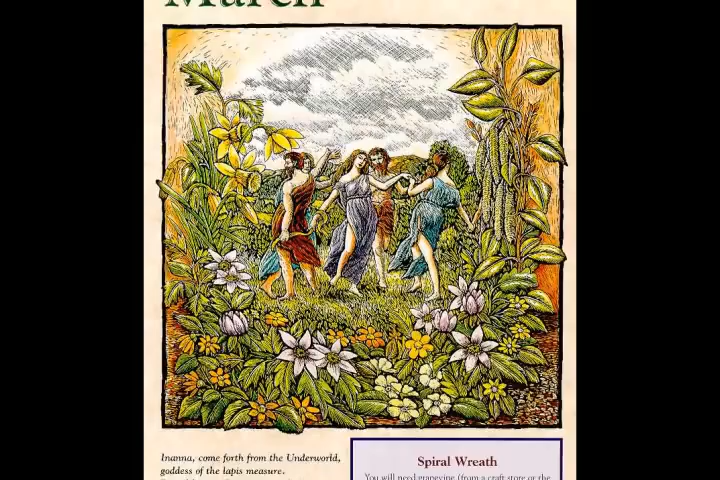 March
Inanna, come forth from the Underworld,
goddess of the lapis measure.
Spiral Wreath
You will need grapevine (from a craft store or the